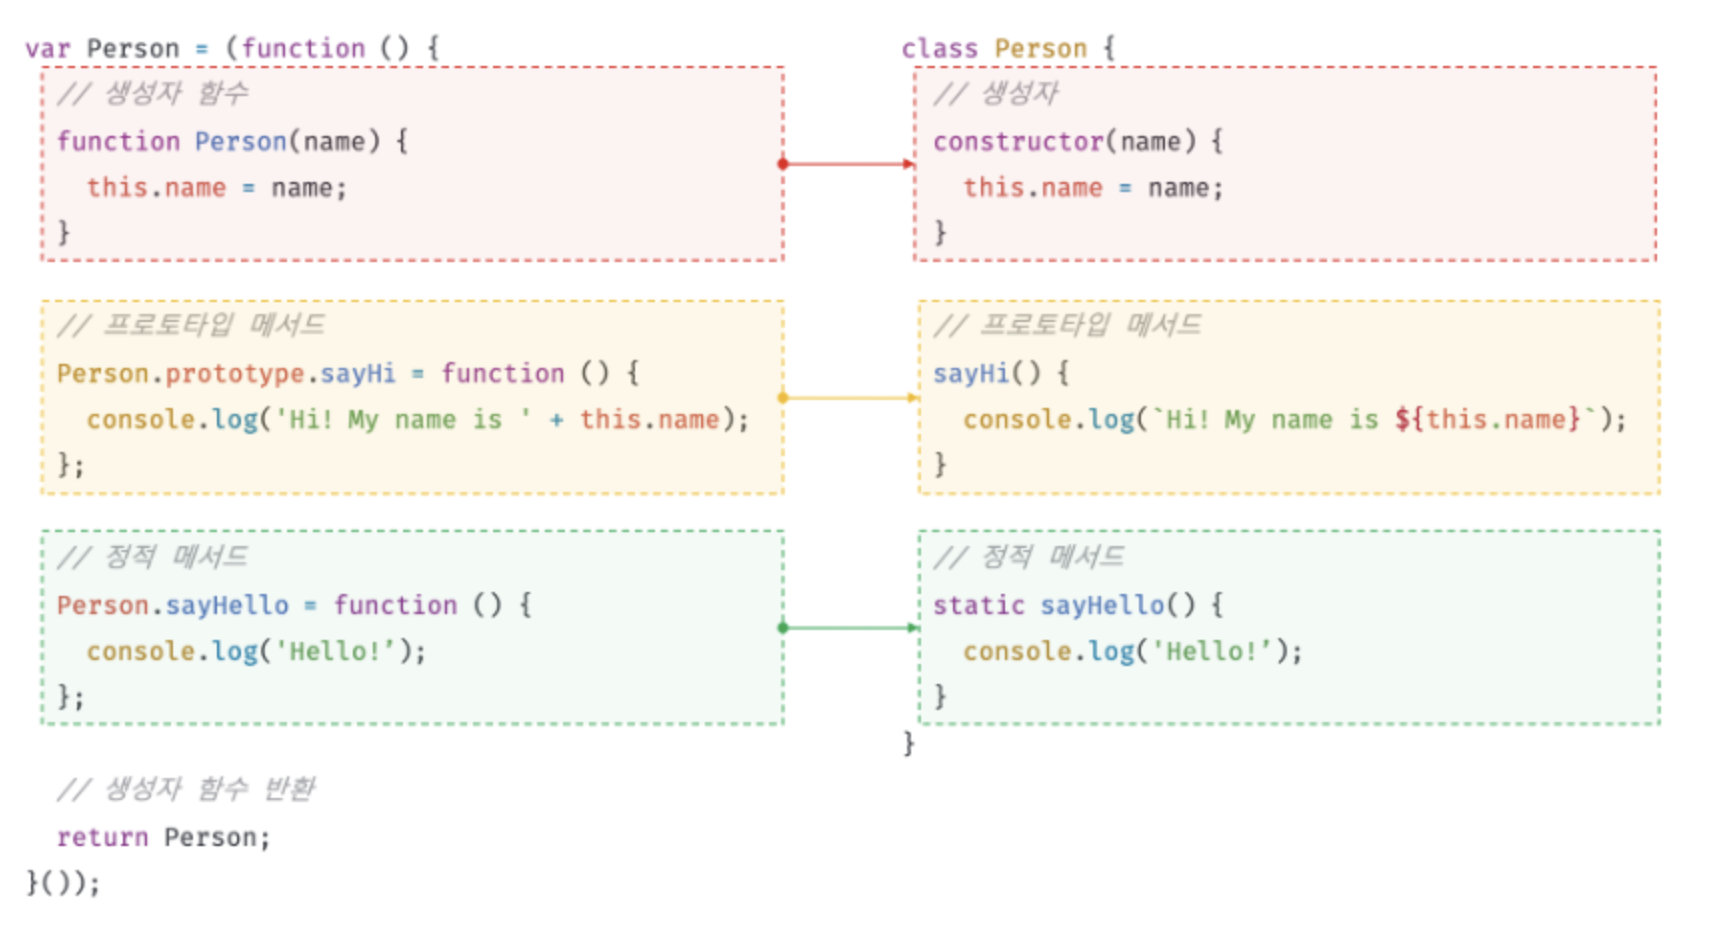 var Person = (function () {
// 생성자 함수
function Person(name) {
this.name = name;
}
// 프로토타입 메서드
Person.prototype.sayHi = function () {
console.log('Hi! My name is ' + this.name);
};
// 정적 메서드
Person.sayHello = function () {
console.log('Hello!’);
};
// 생성자 함수 반환
return Person;
}());
class Person {
// 생성자
constructor(name) {
this.name = name;
}
// 프로토타입 메서드
sayHi() {
console.log(`Hi! My name is ${this.name}`);
}
// 정적 메서드
static sayHello() {
console.log('Hello!’);
}
}